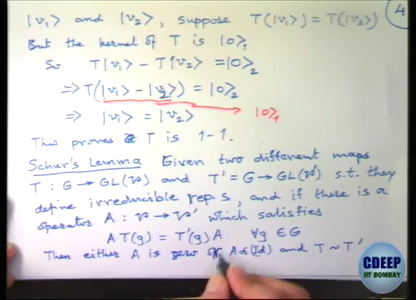 |v₁⟩ and |v₂⟩, suppose T(|v₁⟩) = T(|v₂⟩)
4
But the kernel of T is |0⟩₁
So T|v₁⟩ − T|v₂⟩ = |0⟩₂
⇒ T(|v₁⟩ − |v₂⟩) = |0⟩₂
⇒ |v₁⟩ = |v₂⟩ |0⟩₁
This proves T is 1-1.
Schur's Lemma Given two different maps
T : G → GL(V) and T' = G → GL(V') s.t. they
define irreducible rep.s, and if there is a
operator A : V → V' which satisfies
A T(g) = T'(g) A ∀g ∈ G
Then either A is zero or A ∝ (Id) and T ~ T'
CDEEP
IIT BOMBAY